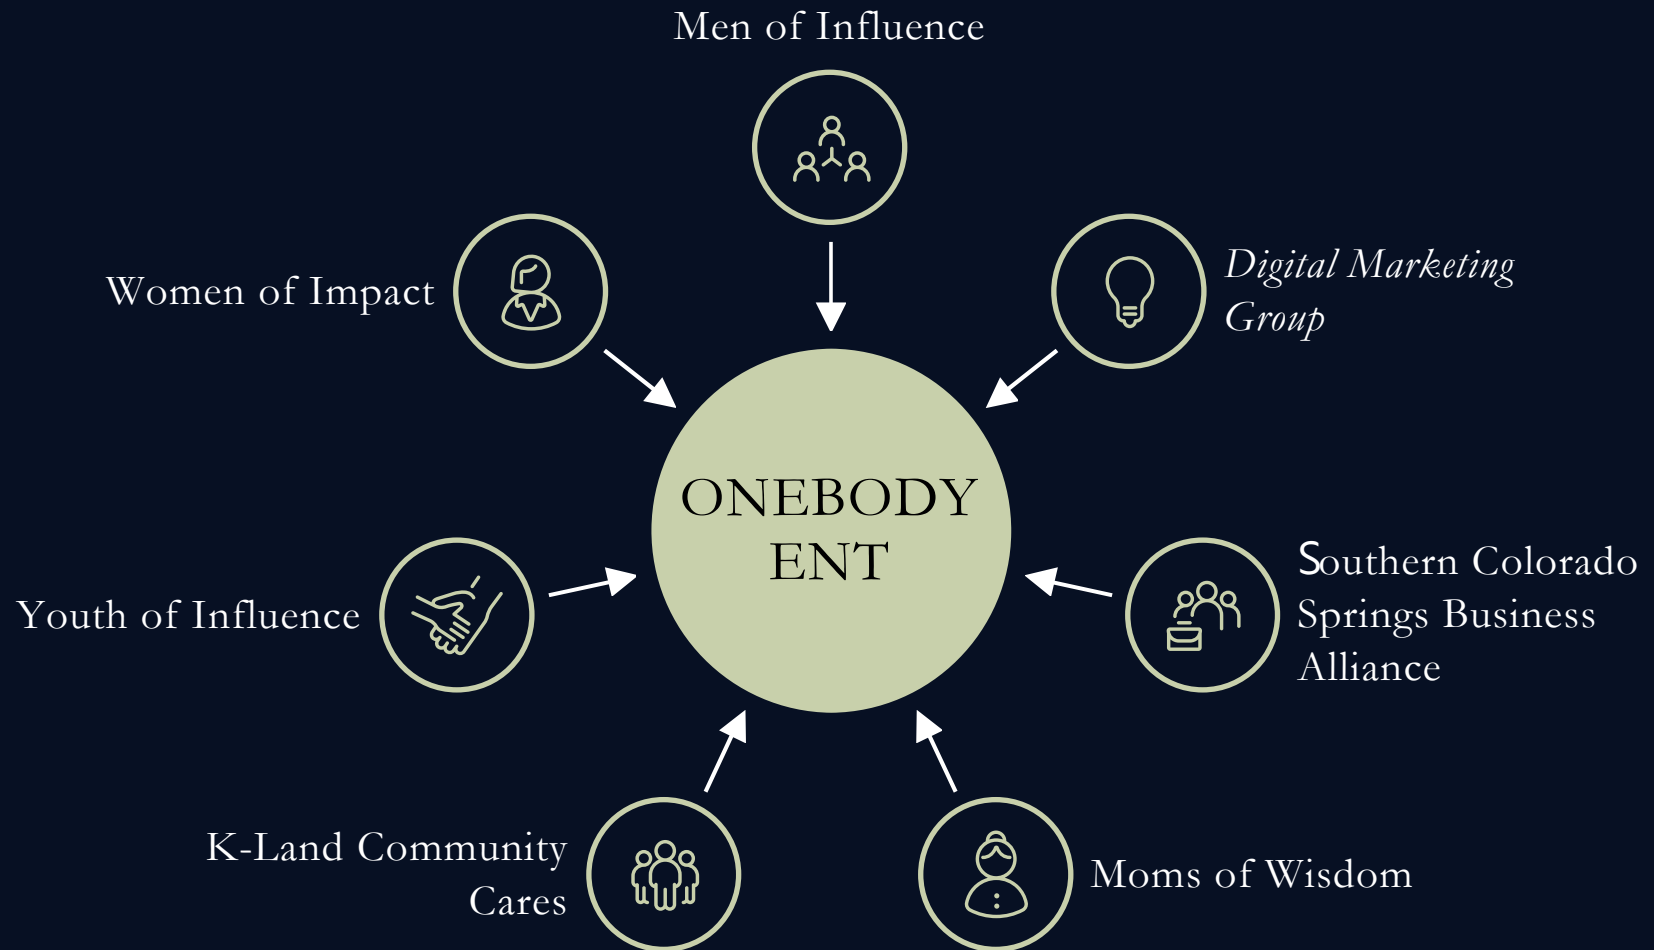 Men of Influence
Women of Impact
Digital Marketing
Group
ONEBODY
ENT
Youth of Influence
Southern Colorado
Springs Business
Alliance
K-Land Community
Cares
Moms of Wisdom